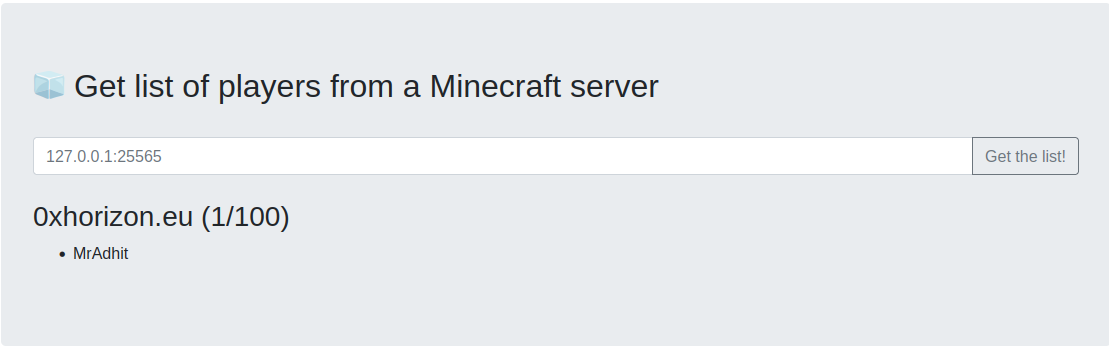 Get list of players from a Minecraft server
127.0.0.1:25565
Get the list!
0xhorizon.eu (1/100)
• MrAdhit